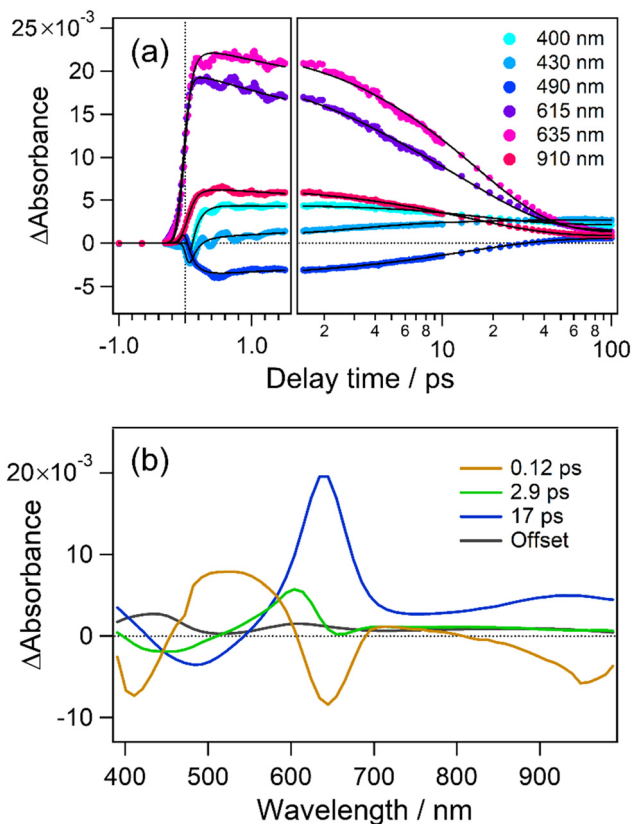 25×10⁻³
(a)
400 nm
20
430 nm
490 nm
15
615 nm
635 nm
10
910 nm
5
0
-5
ΔAbsorbance
2 4 6 8 2 4 6 8
-1.0 0.0 1.0 10 100
Delay time / ps
(b)
20×10⁻³
0.12 ps
2.9 ps
17 ps
10
Offset
0
-10
ΔAbsorbance
400 500 600 700 800 900
Wavelength / nm